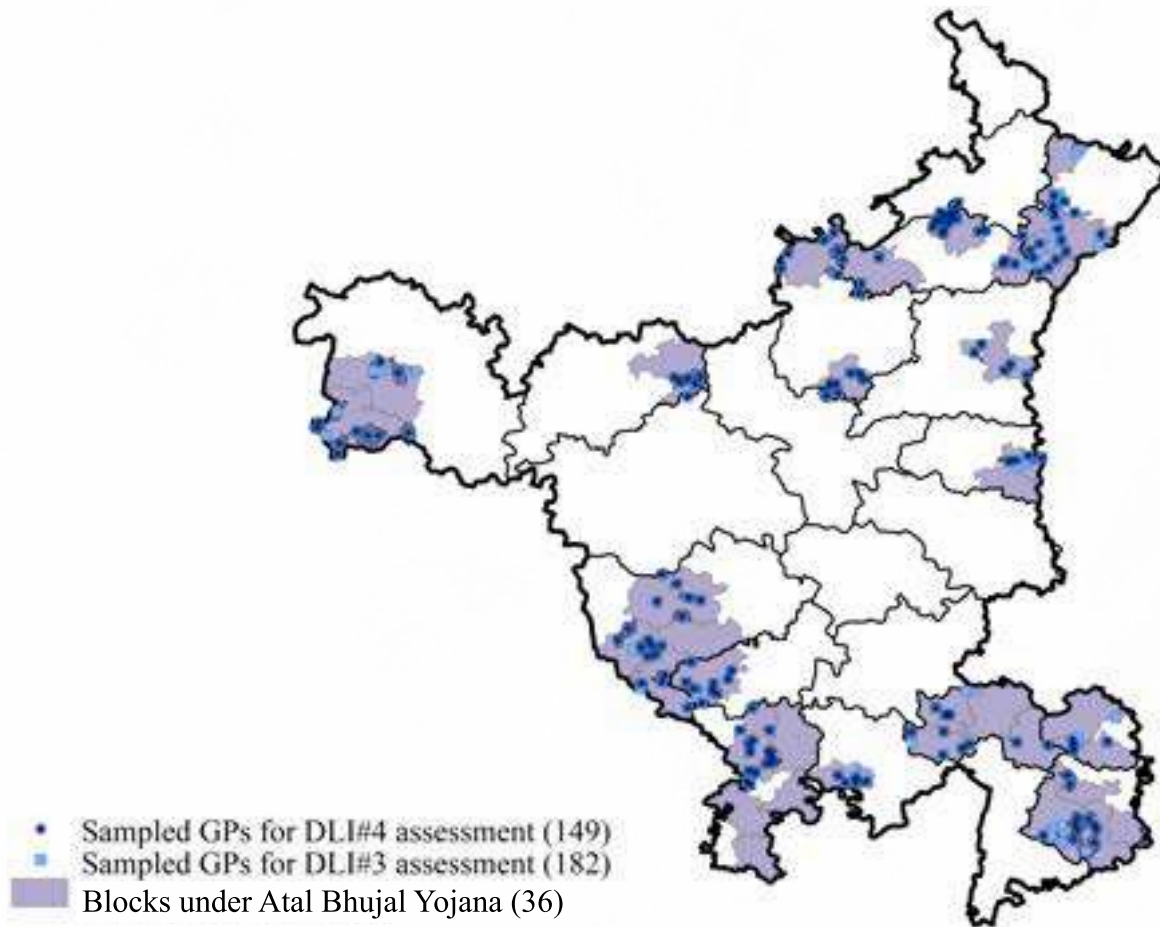 Sampled GPs for DLI#4 assessment (149)
Sampled GPs for DLI#3 assessment (182)
Blocks under Atal Bhujal Yojana (36)